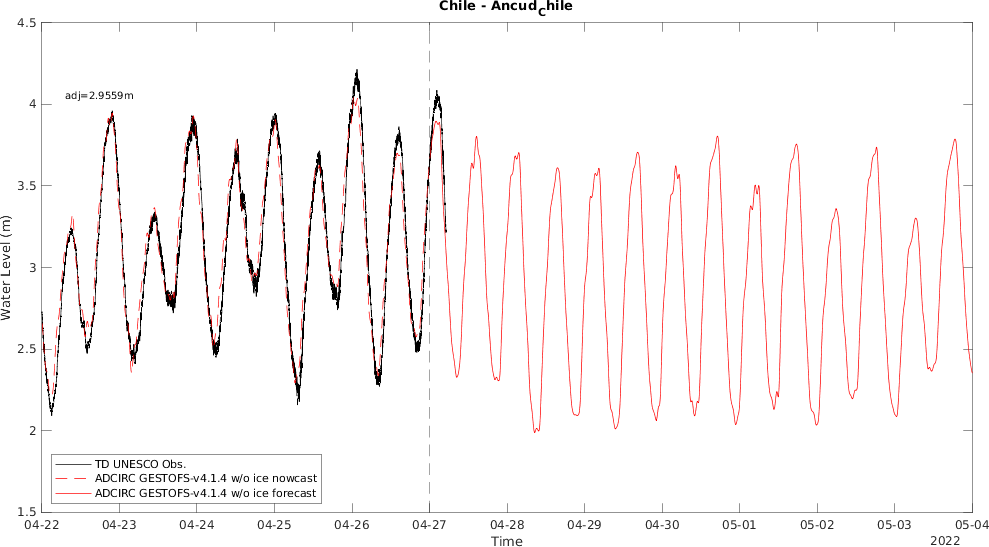 Chile - Ancud_Chile
adj=2.9559m
Water Level (m)
4.5
4
3.5
3
2.5
2
1.5
TD UNESCO Obs.
ADCIRC GESTOFS-v4.1.4 w/o ice nowcast
ADCIRC GESTOFS-v4.1.4 w/o ice forecast
04-22 04-23 04-24 04-25 04-26 04-27 04-28 04-29 04-30 05-01 05-02 05-03 05-04
Time
2022